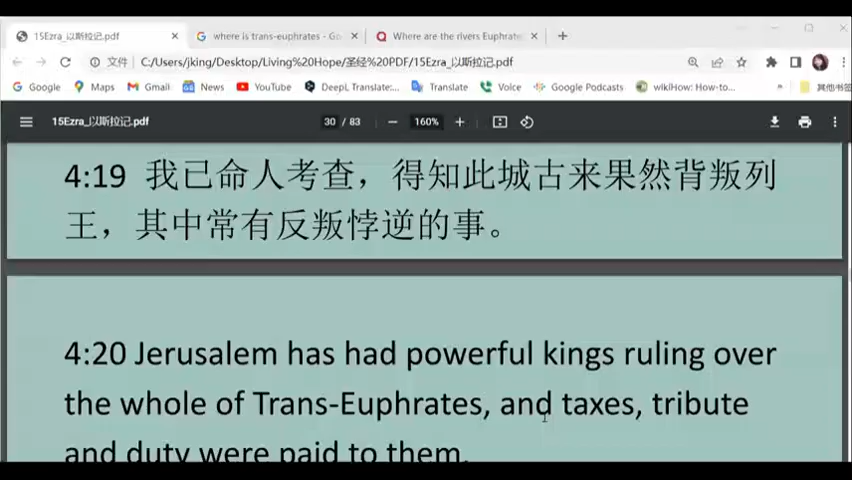 15Ezra_以斯拉记.pdf
where is trans-euphrates - Go
Where are the rivers Euphrate
文件 C:/Users/jking/Desktop/Living%20Hope/圣经%20PDF/15Ezra_以斯拉记.pdf
Google Maps Gmail News YouTube DeepL Translate:... Translate Voice Google Podcasts wikiHow: How-to... 其他书签
15Ezra_以斯拉记.pdf 30 / 83 160%
4:19 我已命人考查，得知此城古来果然背叛列
王，其中常有反叛悖逆的事。
4:20 Jerusalem has had powerful kings ruling over
the whole of Trans-Euphrates, and taxes, tribute
and duty were paid to them.